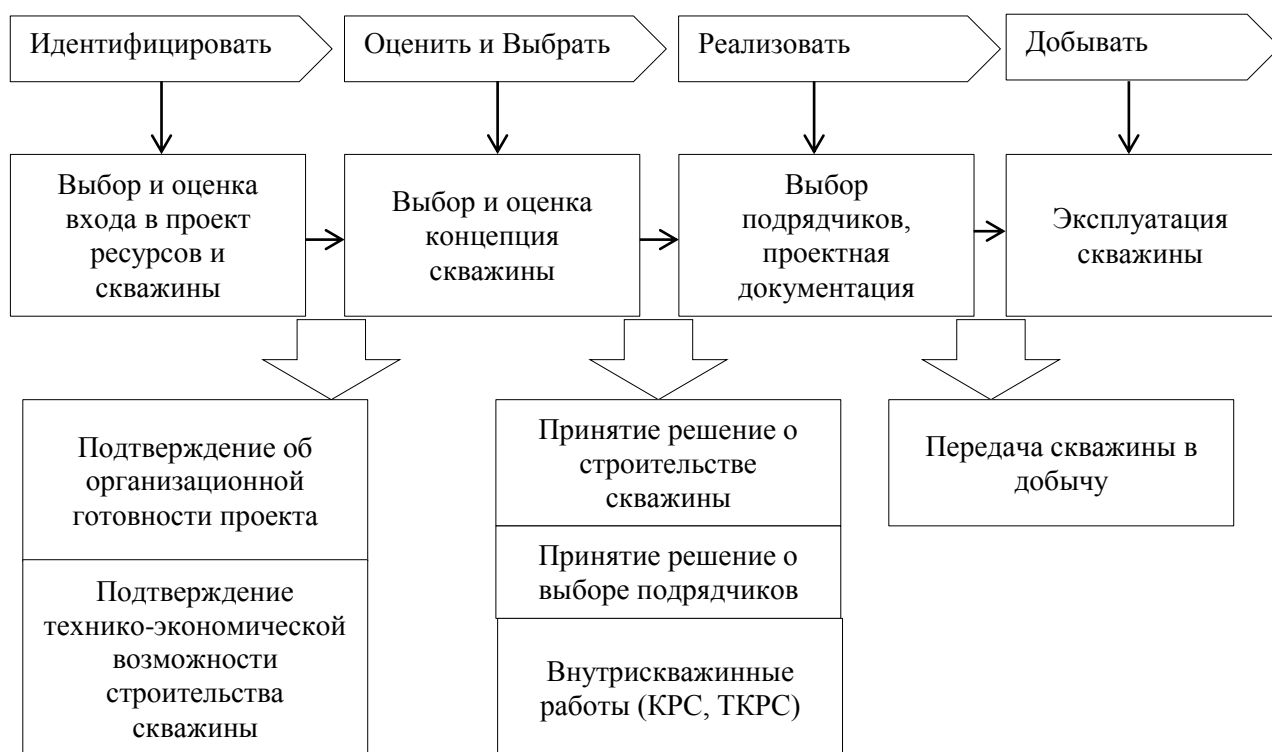 Идентифицировать
Оценить и Выбрать
Реализовать
Добывать
Выбор и оценка
входа в проект
ресурсов и
скважины
Выбор и оценка
концепция
скважины
Выбор
подрядчиков,
проектная
документация
Эксплуатация
скважины
Подтверждение об
организационной
готовности проекта
Подтверждение
технико-экономической
возможности
строительства
скважины
Принятие решение о
строительстве
скважины
Принятие решение о
выборе подрядчиков
Внутрискважинные
работы (КРС, ТКРС)
Передача скважины в
добычу